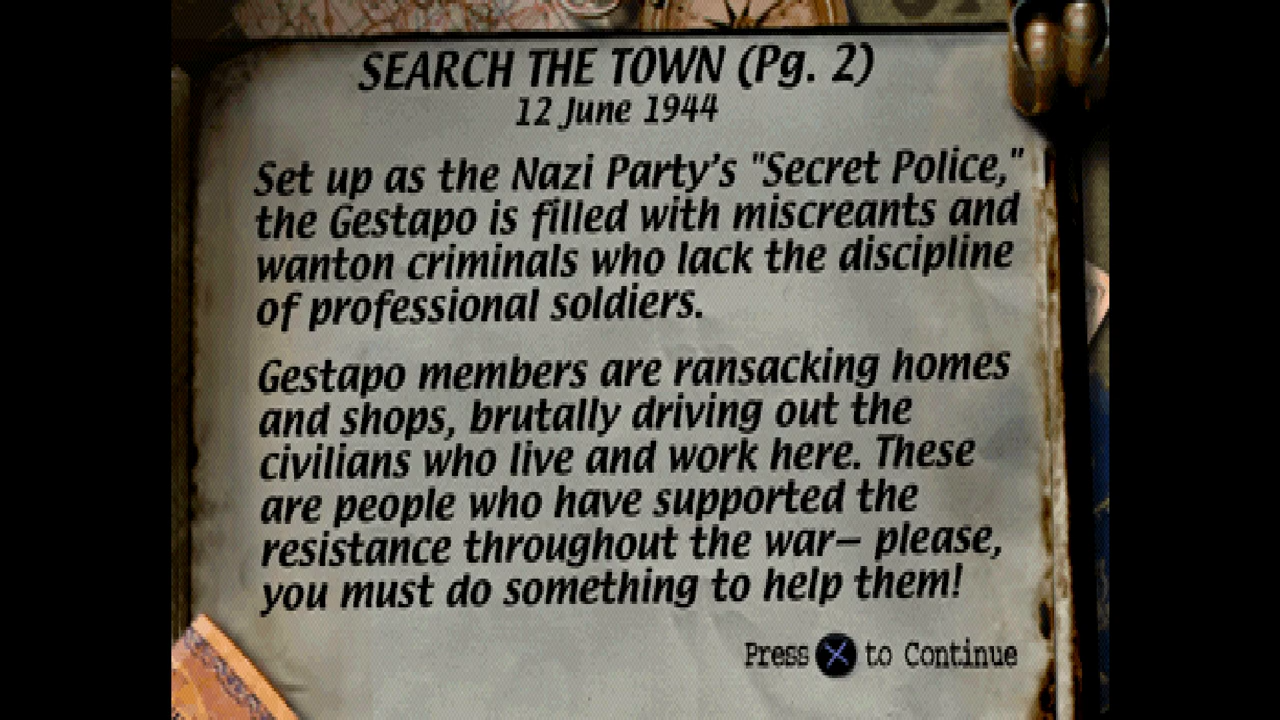 SEARCH THE TOWN (Pg. 2)
12 June 1944
Set up as the Nazi Party's "Secret Police,"
the Gestapo is filled with miscreants and
wanton criminals who lack the discipline
of professional soldiers.
Gestapo members are ransacking homes
and shops, brutally driving out the
civilians who live and work here. These
are people who have supported the
resistance throughout the war— please,
you must do something to help them!
Press X to Continue